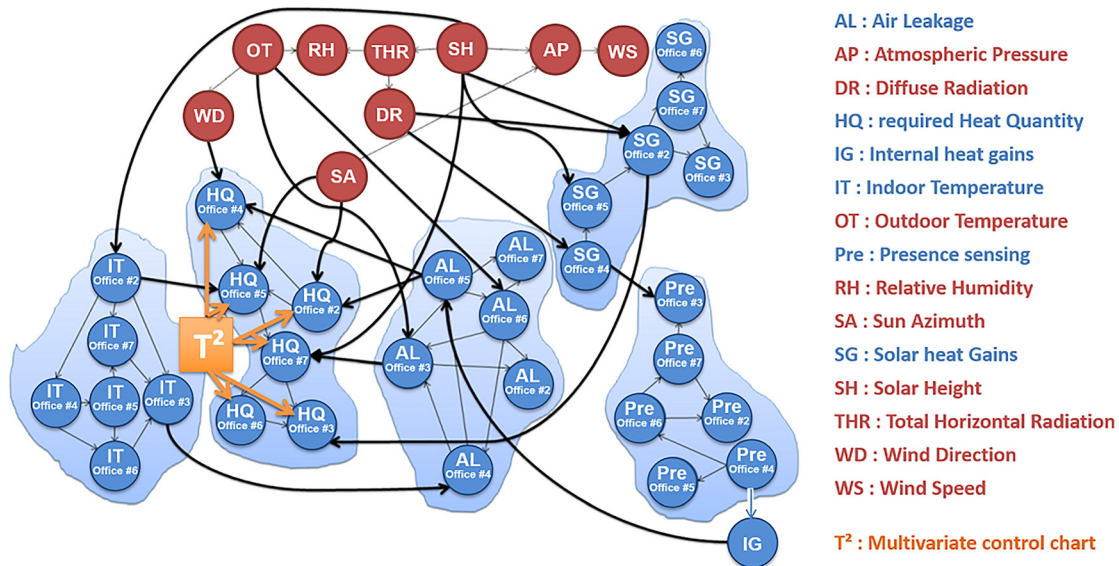 OT
RH
THR
SH
AP
WS
SG
Office #6
SG
Office #7
WD
DR
SG
Office #2
SG
Office #3
SA
HQ
Office #4
SG
Office #5
SG
Office #4
IT
Office #2
HQ
Office #5
HQ
Office #2
AL
Office #5
AL
Office #7
AL
Office #6
Pre
Office #3
IT
Office #7
T²
HQ
Office #7
AL
Office #3
AL
Office #2
Pre
Office #7
IT
Office #4
IT
Office #5
IT
Office #3
HQ
Office #6
HQ
Office #3
Pre
Office #6
Pre
Office #2
IT
Office #6
AL
Office #4
Pre
Office #5
Pre
Office #4
IG
AL : Air Leakage
AP : Atmospheric Pressure
DR : Diffuse Radiation
HQ : required Heat Quantity
IG : Internal heat gains
IT : Indoor Temperature
OT : Outdoor Temperature
Pre : Presence sensing
RH : Relative Humidity
SA : Sun Azimuth
SG : Solar heat Gains
SH : Solar Height
THR : Total Horizontal Radiation
WD : Wind Direction
WS : Wind Speed
T² : Multivariate control chart